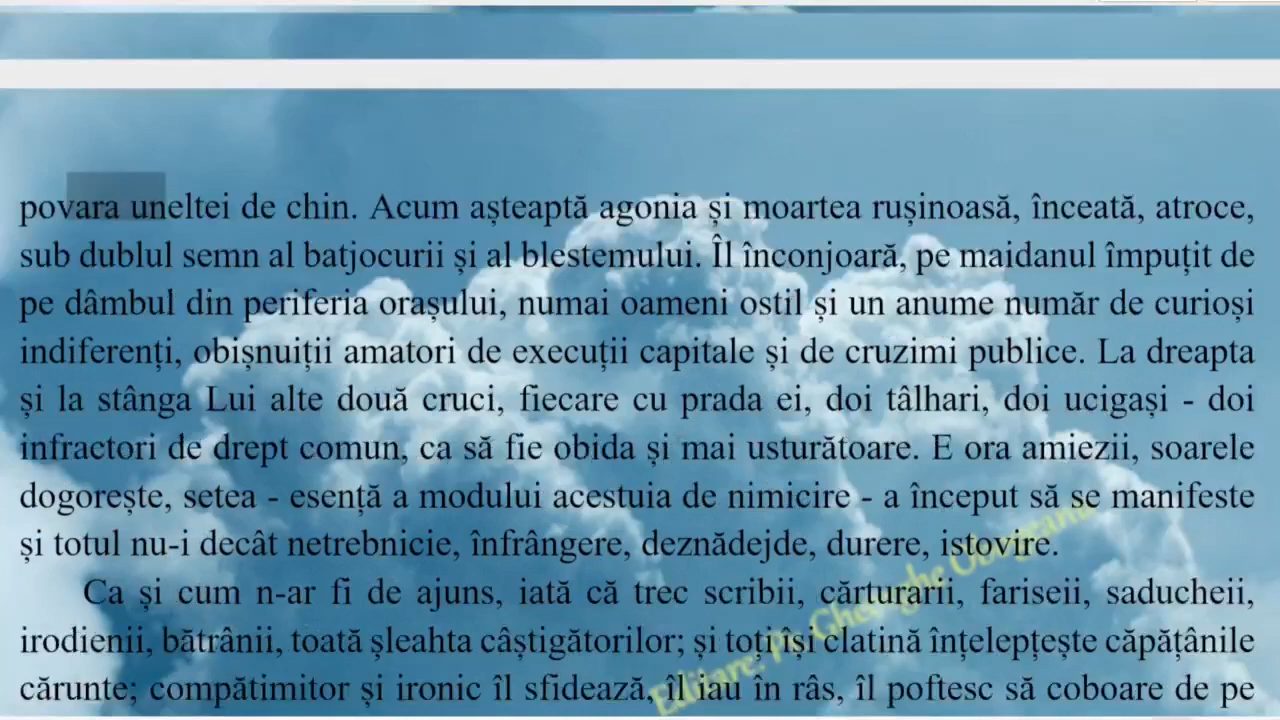 povara uneltei de chin. Acum așteaptă agonia și moartea rușinoasă, înceată, atroce,
sub dublul semn al batjocurii și al blestemului. Îl înconjoară, pe maidanul împuțit de
pe dâmbul din periferia orașului, numai oameni ostil și un anume număr de curioși
indiferenți, obișnuiții amatori de execuții capitale și de cruzimi publice. La dreapta
și la stânga Lui alte două cruci, fiecare cu prada ei, doi tâlhari, doi ucigași - doi
infractori de drept comun, ca să fie obida și mai usturătoare. E ora amiezii, soarele
dogorește, setea - esență a modului acestuia de nimicire - a început să se manifeste
și totul nu-i decât netrebnicie, înfrângere, deznădejde, durere, istovire.
Ca și cum n-ar fi de ajuns, iată că trec scribii, cărturarii, fariseii, saducheii,
irodienii, bătrânii, toată șleahta câștigătorilor; și toți își clatină înțelepțește căpățânile
cărunte; compătimitor și ironic îl sfidează, îl iau în râs, îl poftesc să coboare de pe